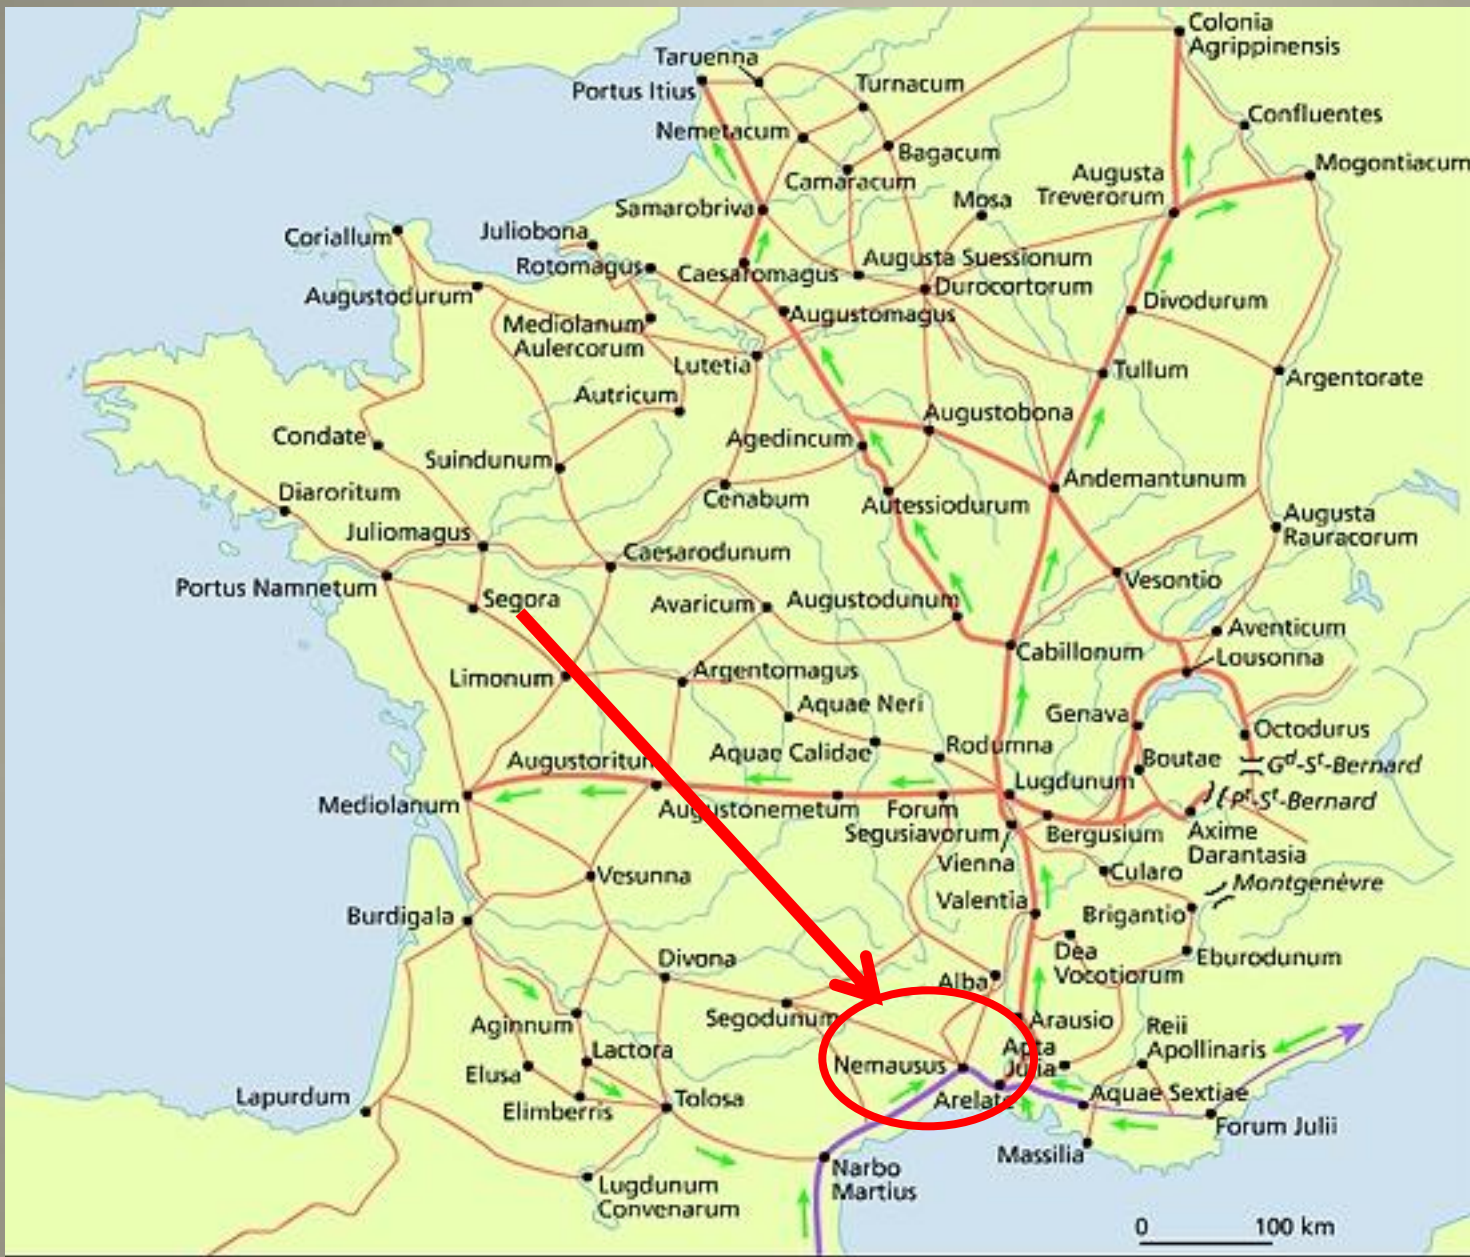 Colonia
Agrippinensis
Taruenna
Portus Itius
Turnacum
Confluentes
Nemetacum
Bagacum
Mogontiacum
Camaracum
Augusta
Treverorum
Samarobriva
Mosa
Coriallum
Juliobona
Rotomagus
Caesaromagus
Augusta Suessionum
Durocortorum
Augustodurum
Augustomagus
Divodurum
Mediolanum
Aulercorum
Lutetia
Tullum
Argentorate
Autricum
Augustobona
Condate
Agedincum
Suindunum
Andemantunum
Cenabum
Diaroritum
Autessiodurum
Augusta
Rauracorum
Juliomagus
Caesarodunum
Portus Namnetum
Vesontio
Segora
Avaricum
Augustodunum
Aventicum
Cabillonum
Lousonna
Limonum
Argentomagus
Aquae Neri
Genava
Octodurus
Aquae Calidae
Rodumna
Boutae
Gd-St-Bernard
Augustoritum
Lugdunum
Pt-St-Bernard
Mediolanum
Augustonemetum
Forum
Segusiavorum
Bergusium
Axime
Darantasia
Vienna
Cularo
Vesunna
Montgenèvre
Valentia
Brigantio
Burdigala
Dea
Vocotiorum
Eburodunum
Divona
Alba
Segodunum
Aginnum
Arausio
Reii
Apollinaris
Lactora
Apta
Julia
Nemausus
Elusa
Aquae Sextiae
Lapurdum
Elimberris
Tolosa
Arelate
Forum Julii
Massilia
Narbo
Martius
Lugdunum
Convenarum
0 100 km